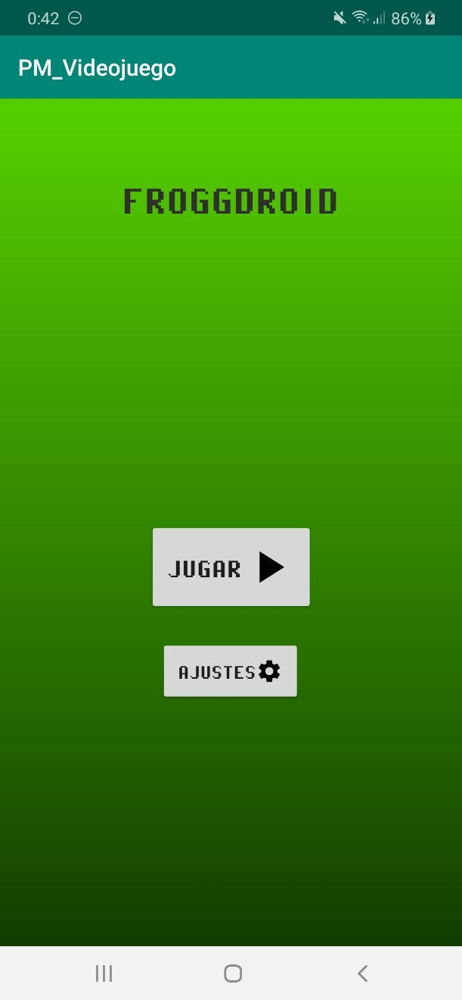 0:42
86%
PM_Videojuego
FROGGDROID
JUGAR
AJUSTES